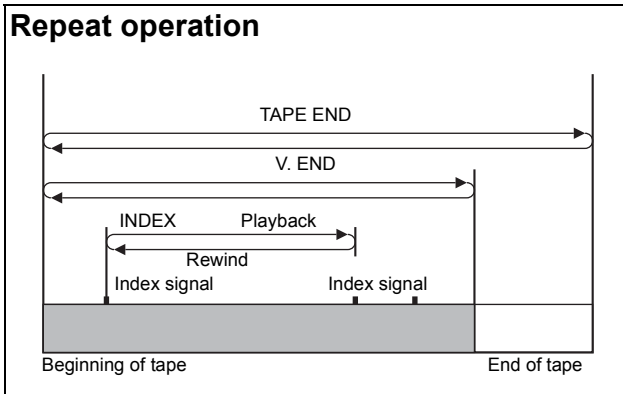 Repeat operation
TAPE END
V. END
INDEX Playback
Rewind
Index signal Index signal
Beginning of tape End of tape